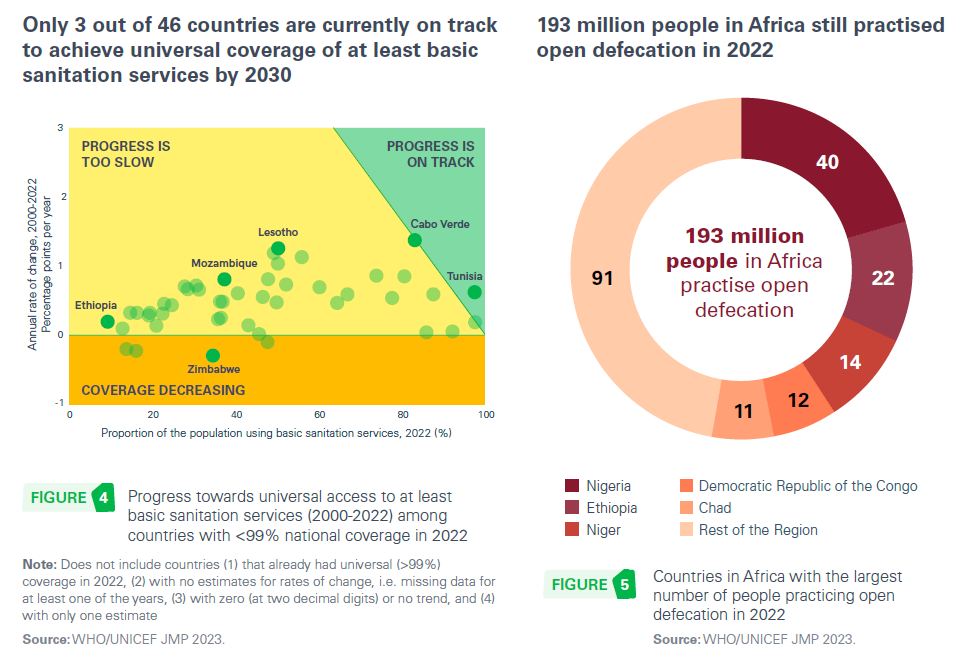 Only 3 out of 46 countries are currently on track
to achieve universal coverage of at least basic
sanitation services by 2030
3
2
1
0
-1
Annual rate of change, 2000-2022
Percentage points per year
PROGRESS IS
TOO SLOW
PROGRESS IS
ON TRACK
Cabo Verde
Lesotho
Mozambique
Tunisia
Ethiopia
Zimbabwe
COVERAGE DECREASING
0 20 40 60 80 100
Proportion of the population using basic sanitation services, 2022 (%)
FIGURE 4
Progress towards universal access to at least
basic sanitation services (2000-2022) among
countries with <99% national coverage in 2022
Note: Does not include countries (1) that already had universal (>99%)
coverage in 2022, (2) with no estimates for rates of change, i.e. missing data for
at least one of the years, (3) with zero (at two decimal digits) or no trend, and (4)
with only one estimate
Source: WHO/UNICEF JMP 2023.
193 million people in Africa still practised
open defecation in 2022
40
22
14
12
11
91
193 million
people in Africa
practise open
defecation
Nigeria
Ethiopia
Niger
Democratic Republic of the Congo
Chad
Rest of the Region
FIGURE 5
Countries in Africa with the largest
number of people practicing open
defecation in 2022
Source: WHO/UNICEF JMP 2023.